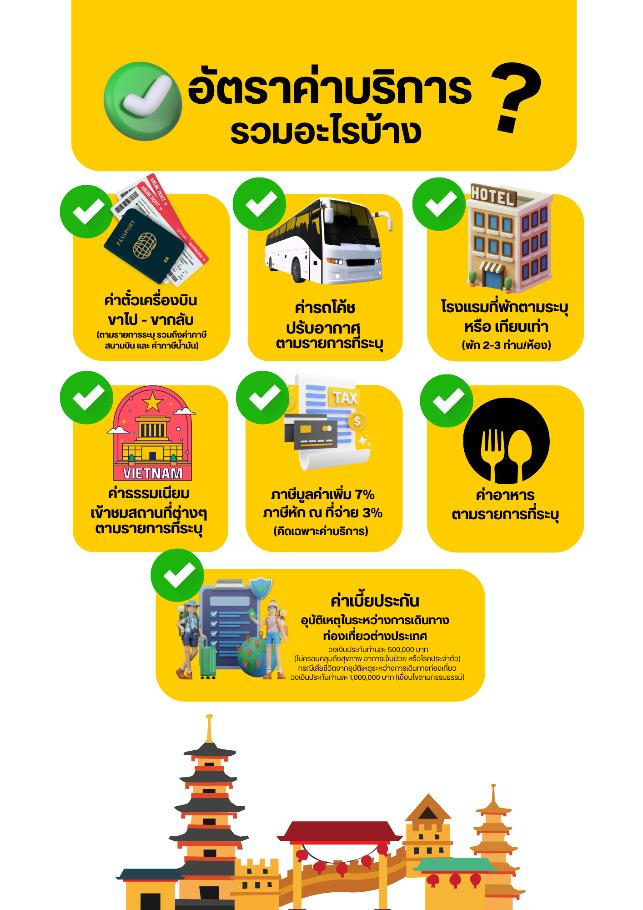 อัตราค่าบริการ
รวมอะไรบ้าง
?
PASSPORT
ค่าตั๋วเครื่องบิน
ขาไป - ขากลับ
(ตามรายการระบุ รวมถึงค่าภาษี
สนามบิน และ ค่าภาษีน้ำมัน)
ค่ารถโค้ช
ปรับอากาศ
ตามรายการที่ระบุ
HOTEL
โรงแรมที่พักตามระบุ
หรือ เทียบเท่า
(พัก 2-3 ท่าน/ห้อง)
VIETNAM
ค่าธรรมเนียม
เข้าชมสถานที่ต่างๆ
ตามรายการที่ระบุ
TAX
$
ภาษีมูลค่าเพิ่ม 7%
ภาษีหัก ณ ที่จ่าย 3%
(คิดเฉพาะค่าบริการ)
ค่าอาหาร
ตามรายการที่ระบุ
ค่าเบี้ยประกัน
อุบัติเหตุในระหว่างการเดินทาง
ท่องเที่ยวต่างประเทศ
วงเงินประกันท่านละ 500,000 บาท
(ไม่ครอบคลุมถึงสุขภาพ อาการเจ็บป่วย หรือโรคประจำตัว)
กรณีเสียชีวิตจากอุบัติเหตุระหว่างการเดินทางท่องเที่ยว
วงเงินประกันท่านละ 1,000,000 บาท (เงื่อนไขตามกรมธรรม์)